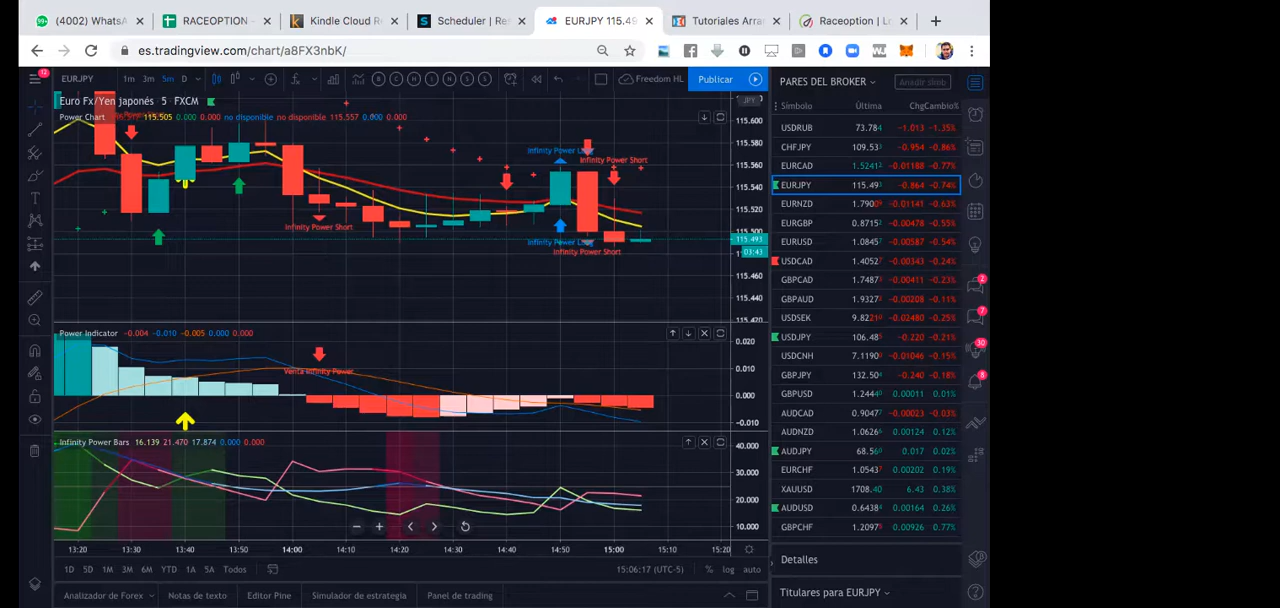 (4002) WhatsA
RACEOPTION -
Kindle Cloud R
Scheduler | Re
EURJPY 115.49
Tutoriales Arran
Raceoption | Lo
es.tradingview.com/chart/a8FX3nbK/
12
EURJPY 1m 3m 5m D
Freedom HL
Publicar
PARES DEL BROKER
Añadir símb
Euro Fx/Yen japonés · 5 · FXCM
JPY
Símbolo Última Chg Cambio%
Power Chart 115.505 0.000 0.000 no disponible no disponible 115.557 0.000 0.000
115.600
115.580
115.560
115.540
115.520
115.500
115.493
03:43
115.460
115.440
115.420
Infinity Power Long
Infinity Power Short
Infinity Power Short
Infinity Power Short
USDRUB 73.784 -1.013 -1.35%
CHFJPY 109.53 -0.954 -0.86%
EURCAD 1.5241 -0.01188 -0.77%
EURJPY 115.49 -0.864 -0.74%
EURNZD 1.790 -0.01141 -0.63%
EURGBP 0.8715 -0.00478 -0.55%
EURUSD 1.0845 -0.00587 -0.54%
USDCAD 1.4052 -0.00347 -0.24%
GBPCAD 1.7487 -0.00411 -0.23%
GBPAUD 1.9327 -0.00208 -0.11%
USDSEK 9.822 -0.02480 -0.25%
USDJPY 106.48 -0.220 -0.21%
USDCNH 7.1190 -0.01046 -0.15%
GBPJPY 132.50 -0.240 -0.18%
GBPUSD 1.2442 0.00011 0.01%
AUDCAD 0.9047 -0.00023 -0.03%
AUDNZD 1.0626 0.00124 0.12%
AUDJPY 68.56 0.017 0.02%
EURCHF 1.0543 0.00202 0.19%
XAUUSD 1708.40 6.43 0.38%
AUDUSD 0.6438 0.00164 0.26%
GBPCHF 1.2097 0.00926 0.77%
2
7
30
8
Power Indicator -0.004 -0.010 -0.005 0.000 0.000
Venta Infinity Power
0.020
0.010
0.000
-0.010
Infinity Power Bars 16.139 21.470 17.874 0.000 0.000
40.000
30.000
20.000
10.000
13:20 13:30 13:40 13:50 14:00 14:10 14:20 14:30 14:40 14:50 15:00 15:10 15:20
1D 5D 1M 3M 6M YTD 1A 5A Todos
15:06:17 (UTC-5) % log auto
Detalles
Titulares para EURJPY
Analizador de Forex Notas de texto Editor Pine Simulador de estrategia Panel de trading